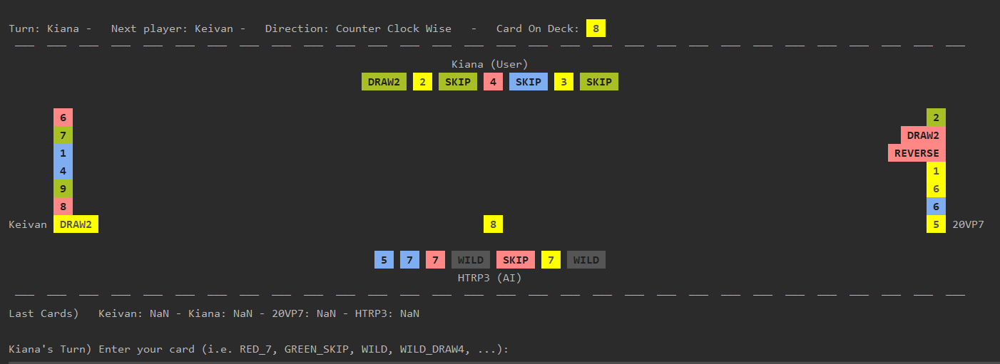 Turn: Kiana -   Next player: Keivan -   Direction: Counter Clock Wise   -   Card On Deck: 8
Kiana (User)
DRAW2 2 SKIP 4 SKIP 3 SKIP
6 2
7 DRAW2
1 REVERSE
4 1
9 6
8 6
Keivan DRAW2 8 5 20VP7
5 7 7 WILD SKIP 7 WILD
HTRP3 (AI)
Last Cards)   Keivan: NaN - Kiana: NaN - 20VP7: NaN - HTRP3: NaN
Kiana's Turn) Enter your card (i.e. RED_7, GREEN_SKIP, WILD, WILD_DRAW4, ...):